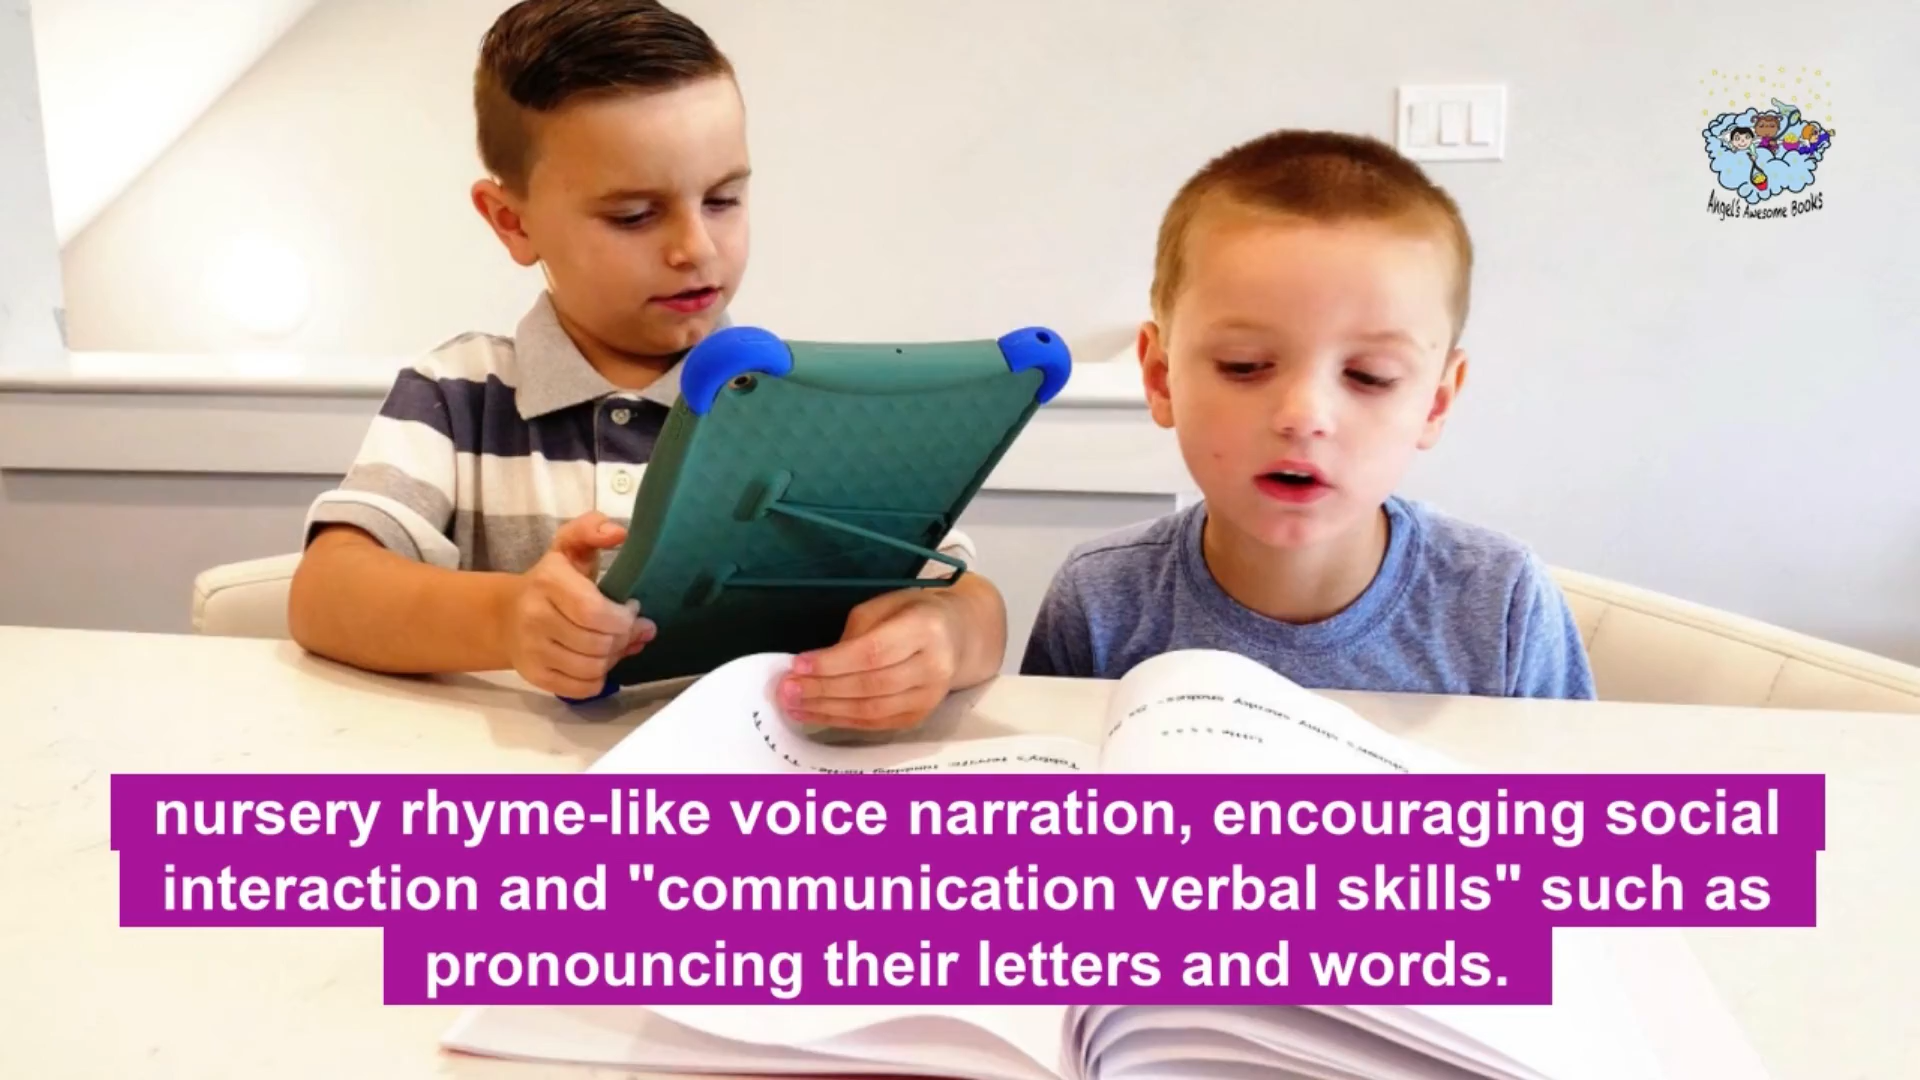 Angel's Awesome Books
nursery rhyme-like voice narration, encouraging social
interaction and "communication verbal skills" such as
pronouncing their letters and words.